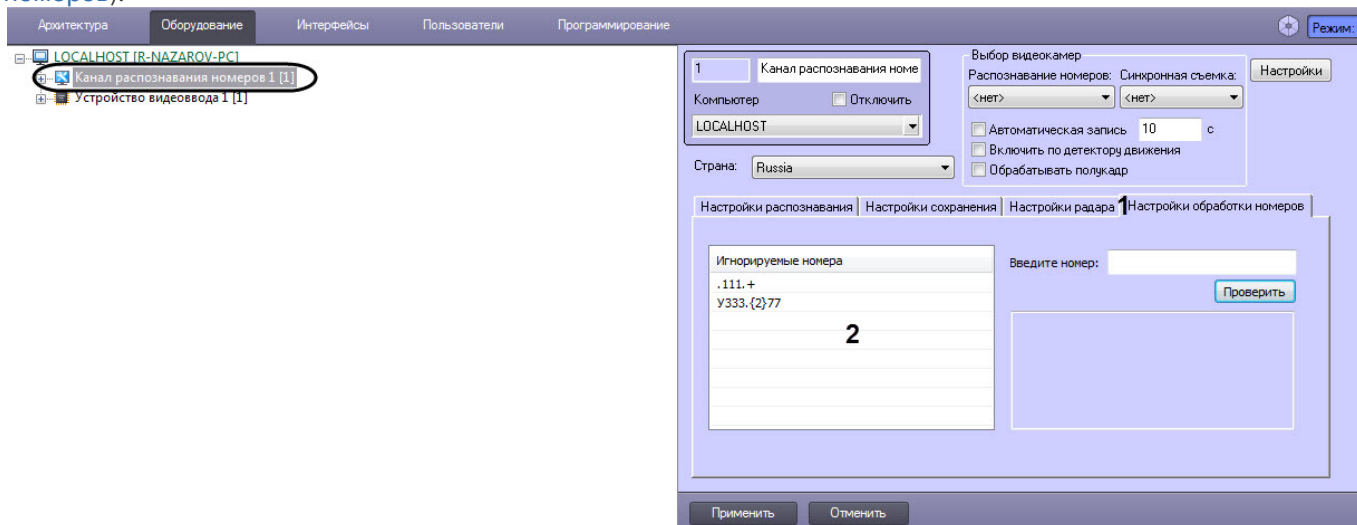 номеров).
Архитектура Оборудование Интерфейсы Пользователи Программирование Режим:
LOCALHOST [R-NAZAROV-PC]
Канал распознавания номеров 1 [1]
Устройство видеоввода 1 [1]
1 Канал распознавания номе
Компьютер Отключить
LOCALHOST
Страна: Russia
Выбор видеокамер
Распознавание номеров: Синхронная съемка:
<нет> <нет>
Настройки
Автоматическая запись 10 с
Включить по детектору движения
Обрабатывать полукадр
Настройки распознавания Настройки сохранения Настройки радара 1 Настройки обработки номеров
Игнорируемые номера
.111.+
У333.{2}77
2
Введите номер:
Проверить
Применить Отменить